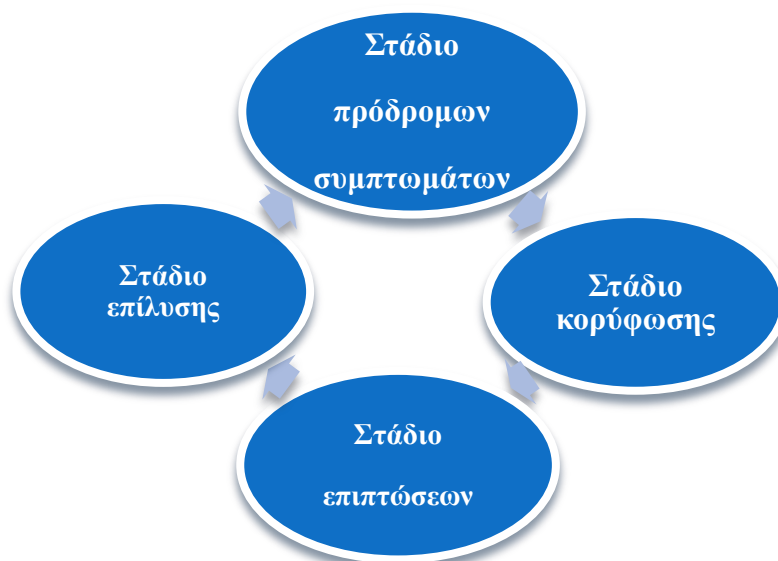 Στάδιο
πρόδρομων
συμπτωμάτων
Στάδιο
κορύφωσης
Στάδιο
επιπτώσεων
Στάδιο
επίλυσης